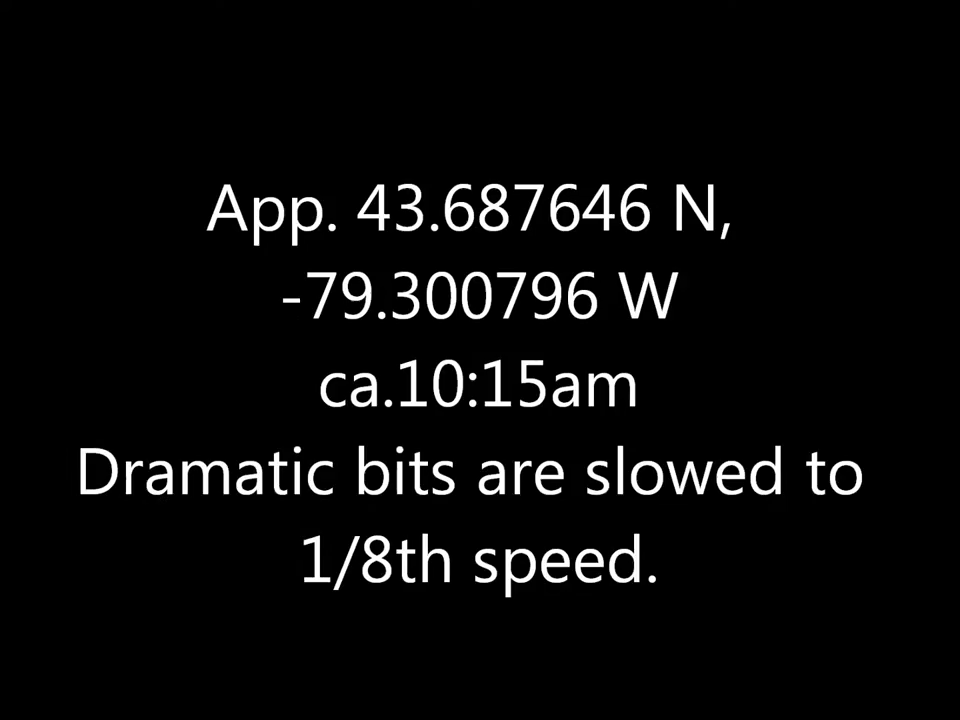 App. 43.687646 N,
-79.300796 W
ca.10:15am
Dramatic bits are slowed to
1/8th speed.